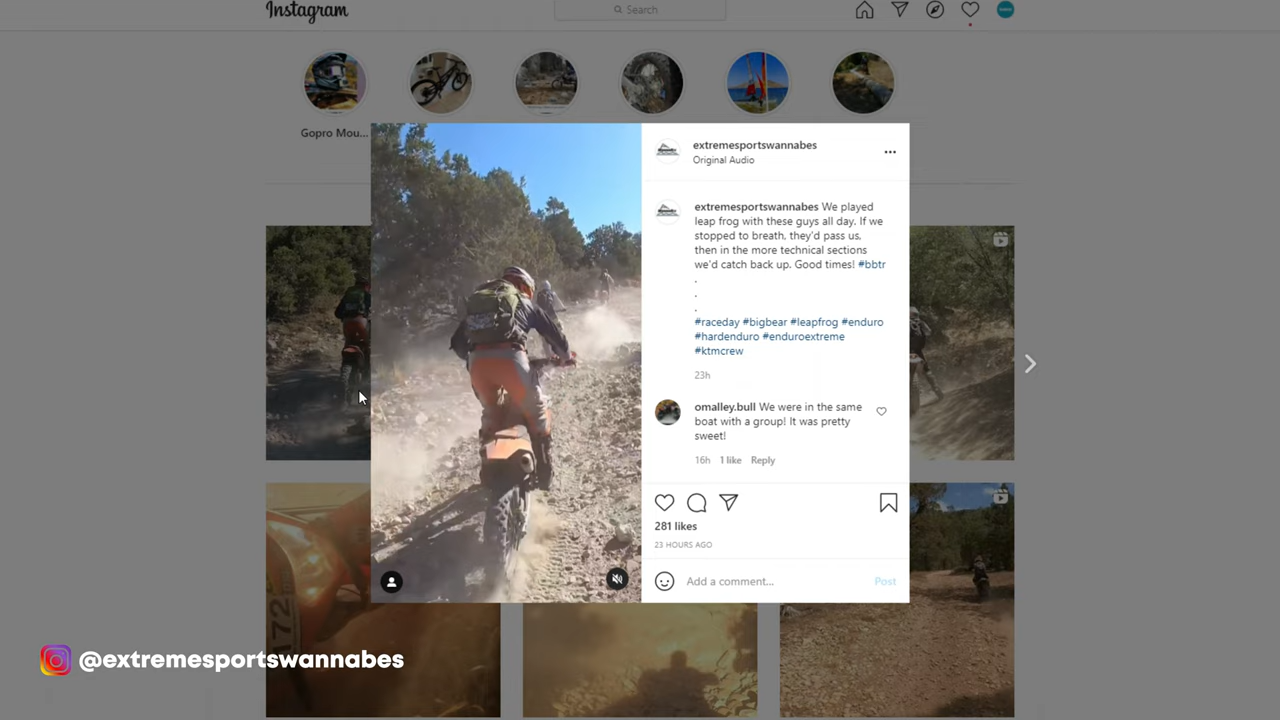 Instagram
Search
Gopro Mou...
extremesportswannabes
Original Audio
extremesportswannabes We played
leap frog with these guys all day. If we
stopped to breath, they'd pass us,
then in the more technical sections
we'd catch back up. Good times! #bbtr
.
.
.
#raceday #bigbear #leapfrog #enduro
#hardenduro #enduroextreme
#ktmcrew
23h
omalley.bull We were in the same
boat with a group! It was pretty
sweet!
16h 1 like Reply
281 likes
23 HOURS AGO
Add a comment... Post
172
@extremesportswannabes